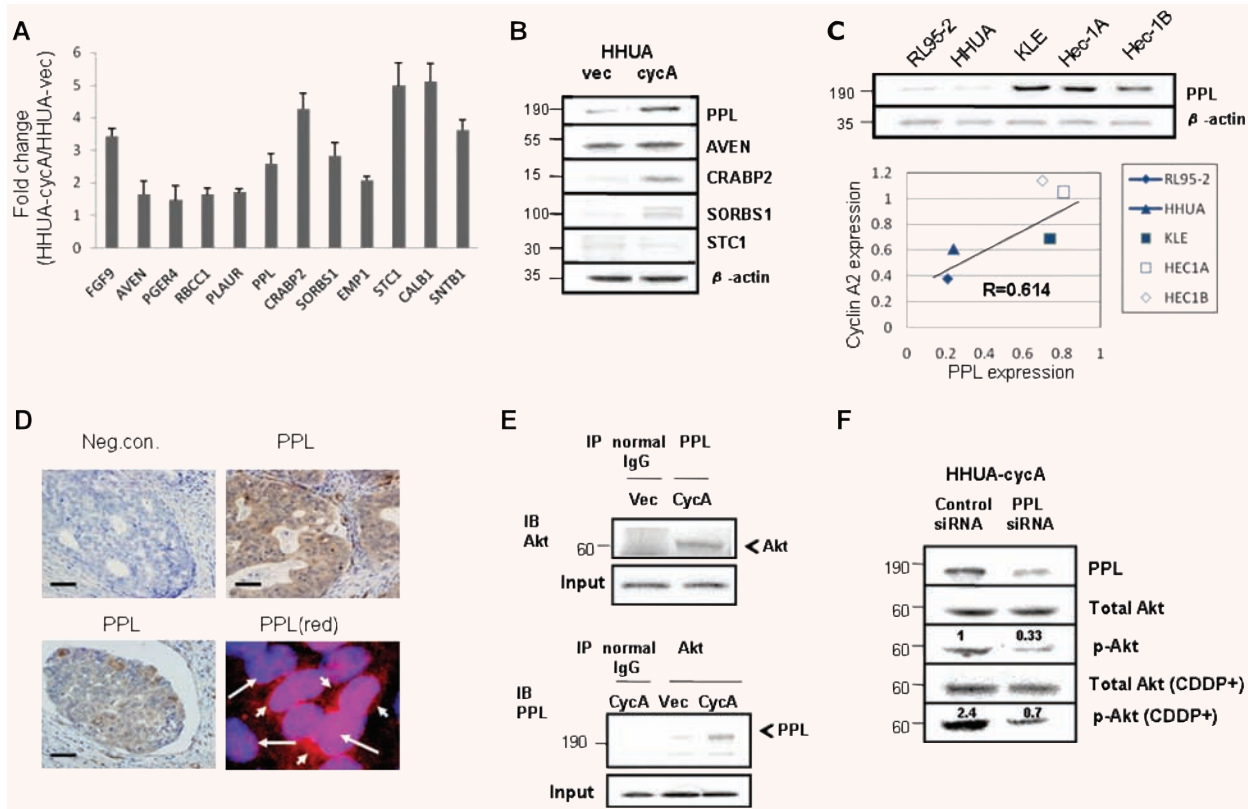 A
Fold change
(HHUA-cycA/HHUA-vec)
6
5
4
3
2
1
0
FGF9
AVEN
PGER4
RBCC1
PLAUR
PPL
CRABP2
SORBS1
EMP1
STC1
CALB1
SNTB1
B
HHUA
vec cycA
190 PPL
55 AVEN
15 CRABP2
100 SORBS1
30 STC1
35 β -actin
C
RL95-2 HHUA KLE Hec-1A Hec-1B
190 PPL
35 β -actin
Cyclin A2 expression
1.2
1
0.8
0.6
0.4
0.2
0
R=0.614
0 0.2 0.4 0.6 0.8 1
PPL expression
RL95-2
HHUA
KLE
HEC1A
HEC1B
D
Neg.con. PPL
PPL PPL(red)
E
IP normal IgG PPL
Vec CycA
IB Akt
60 Akt
Input
IP normal IgG Akt
CycA Vec CycA
IB PPL
190 PPL
Input
F
HHUA-cycA
Control siRNA PPL siRNA
190 PPL
60 Total Akt
1 0.33
60 p-Akt
60 Total Akt (CDDP+)
2.4 0.7
60 p-Akt (CDDP+)